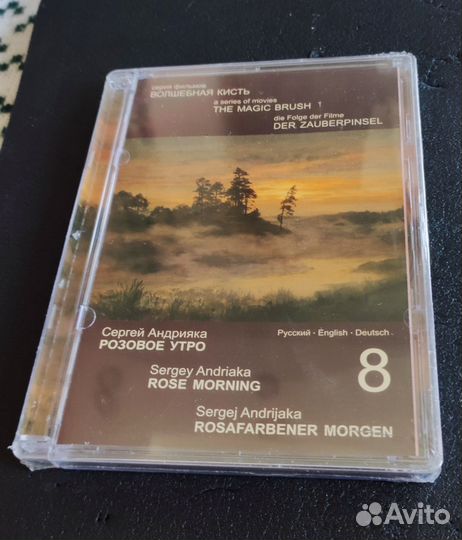 серия фильмов
ВОЛШЕБНАЯ КИСТЬ
a series of movies
THE MAGIC BRUSH
die Folge der Filme
DER ZAUBERPINSEL
Сергей Андрияка
РОЗОВОЕ УТРО
Русский · English · Deutsch
Sergey Andriaka
ROSE MORNING
8
Sergej Andrijaka
ROSAFARBENER MORGEN
Avito